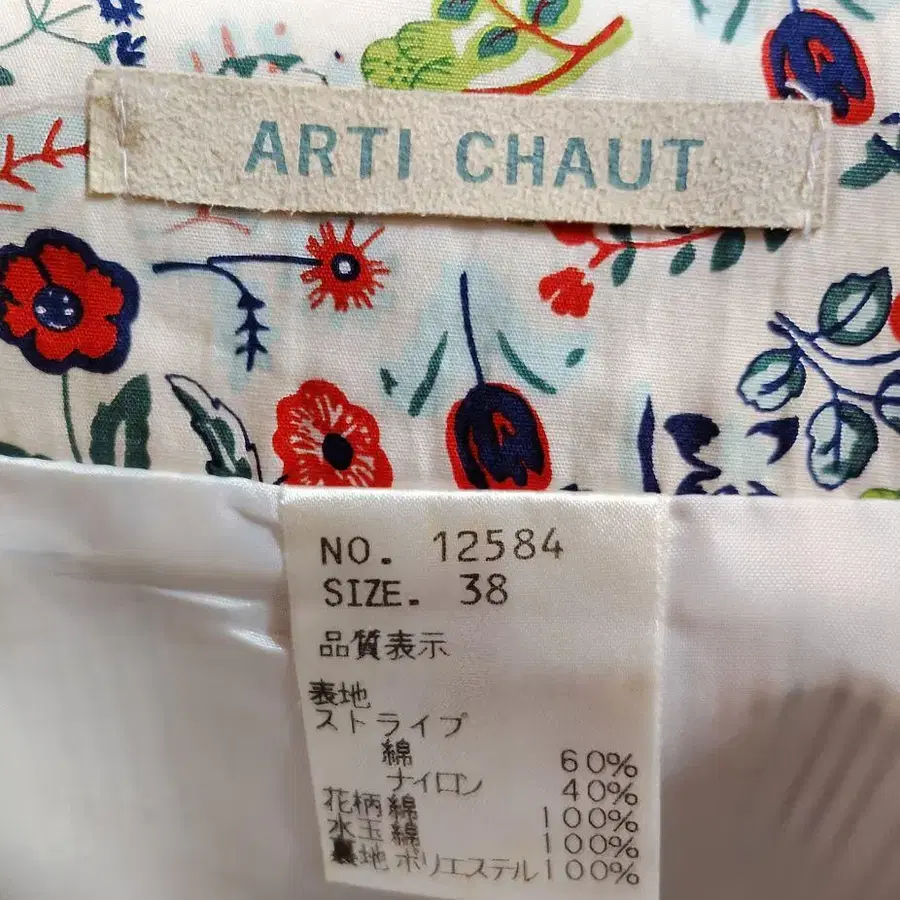 ARTI CHAUT
NO. 12584
SIZE. 38
品質表示
表地
ストライプ
綿 60%
ナイロン 40%
花柄綿 100%
水玉綿 100%
裏地ポリエステル100%